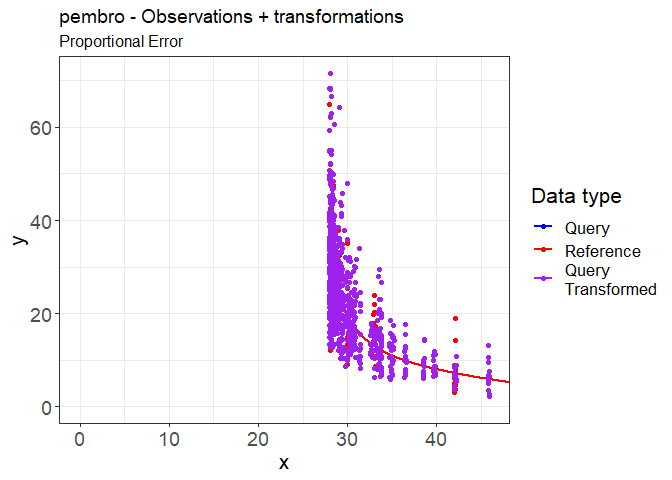 pembro - Observations + transformations
Proportional Error
60
40
20
0
y
0
10
20
30
40
x
Data type
Query
Reference
Query
Transformed